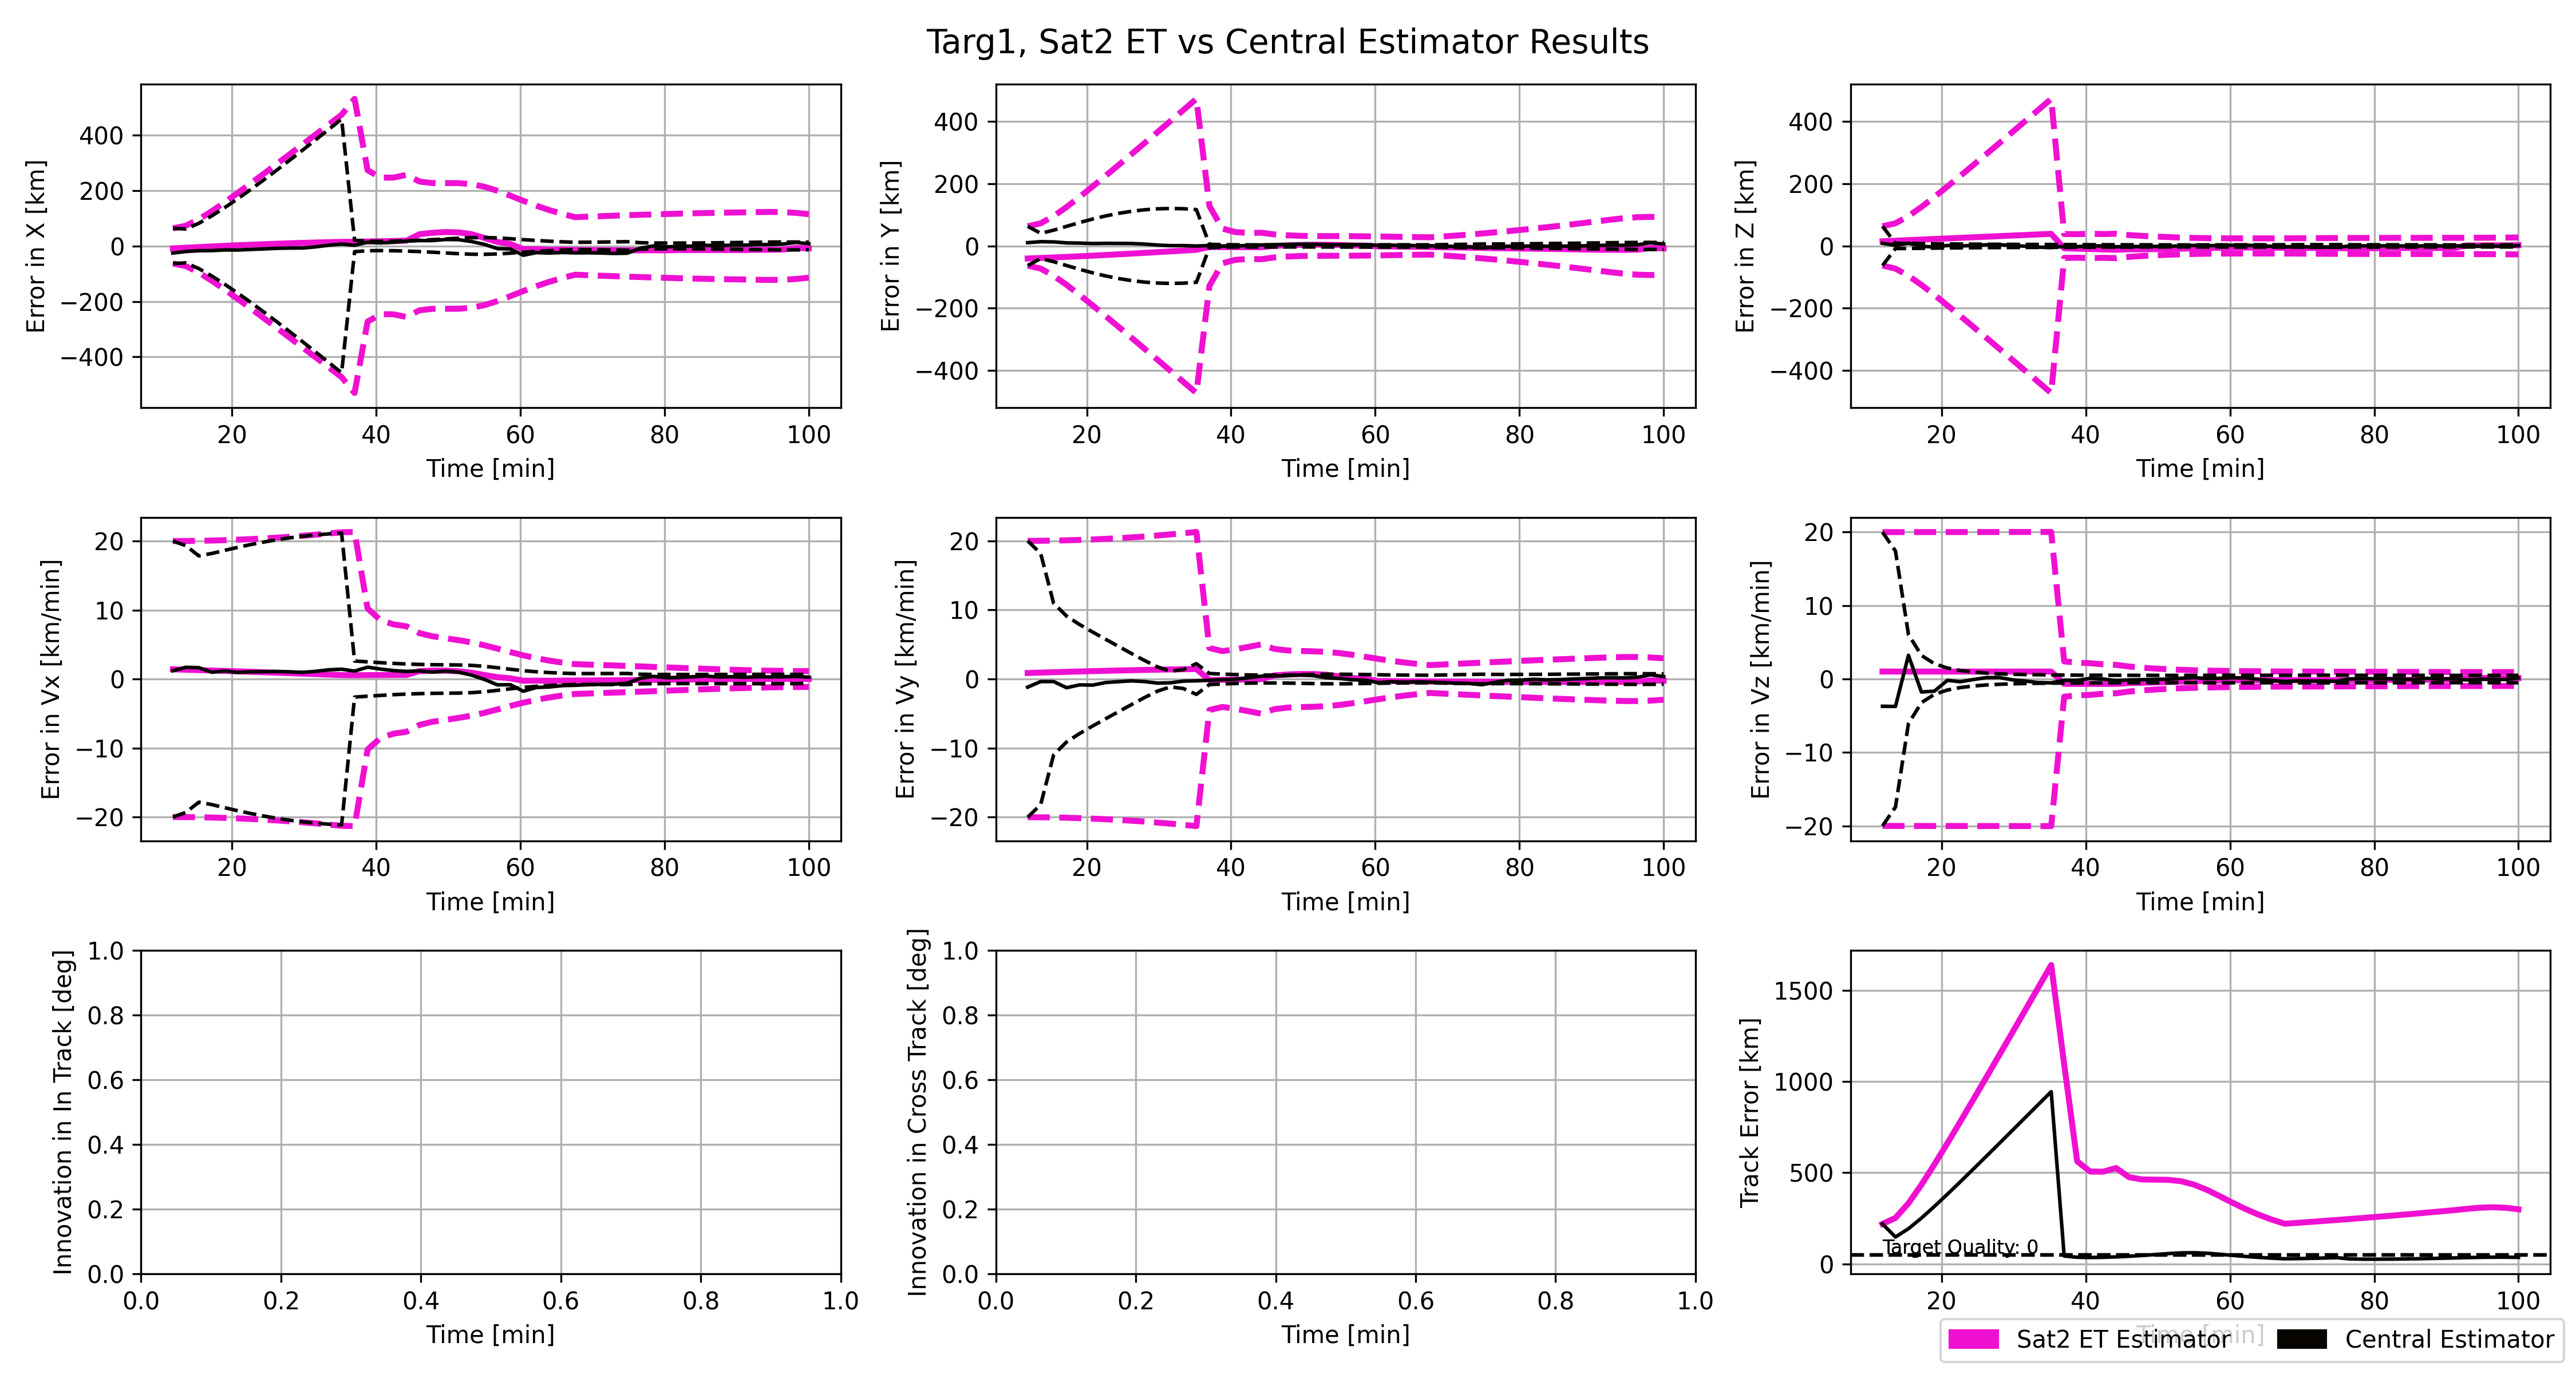 Targ1, Sat2 ET vs Central Estimator Results
Error in X [km]
400
200
0
−200
−400
20 40 60 80 100
Time [min]
Error in Y [km]
400
200
0
−200
−400
20 40 60 80 100
Time [min]
Error in Z [km]
400
200
0
−200
−400
20 40 60 80 100
Time [min]
Error in Vx [km/min]
20
10
0
−10
−20
20 40 60 80 100
Time [min]
Error in Vy [km/min]
20
10
0
−10
−20
20 40 60 80 100
Time [min]
Error in Vz [km/min]
20
10
0
−10
−20
20 40 60 80 100
Time [min]
Innovation in In Track [deg]
1.0
0.8
0.6
0.4
0.2
0.0
0.0 0.2 0.4 0.6 0.8 1.0
Time [min]
Innovation in Cross Track [deg]
1.0
0.8
0.6
0.4
0.2
0.0
0.0 0.2 0.4 0.6 0.8 1.0
Time [min]
Track Error [km]
1500
1000
500
0
Target Quality: 0
20 40 60 80 100
Time [min]
Sat2 ET Estimator Central Estimator